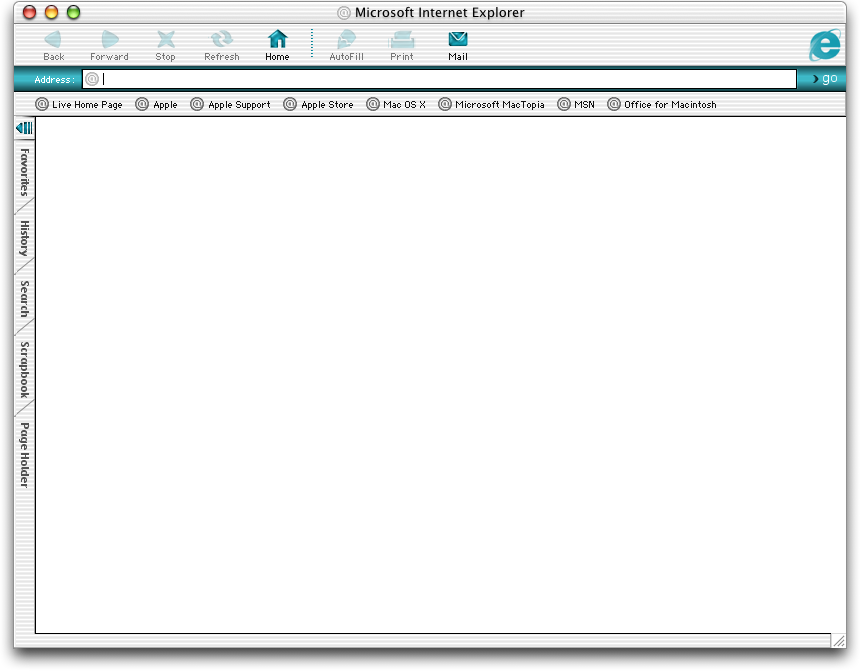 @ Microsoft Internet Explorer
Back Forward Stop Refresh Home AutoFill Print Mail
Address: @ › go
@ Live Home Page @ Apple @ Apple Support @ Apple Store @ Mac OS X @ Microsoft MacTopia @ MSN @ Office for Macintosh
Favorites
History
Search
Scrapbook
Page Holder